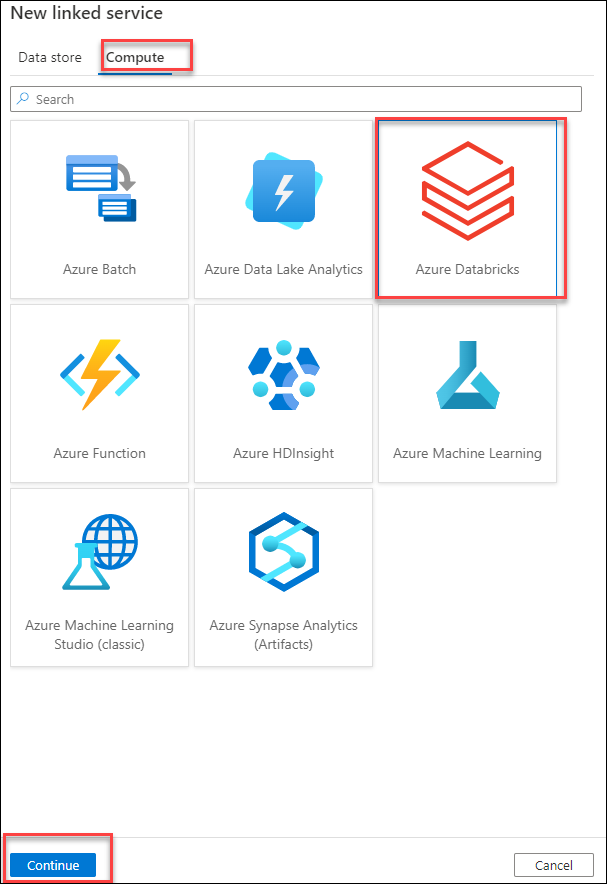 New linked service
Data store
Compute
Search
Azure Batch
Azure Data Lake Analytics
Azure Databricks
Azure Function
Azure HDInsight
Azure Machine Learning
Azure Machine Learning
Studio (classic)
Azure Synapse Analytics
(Artifacts)
Continue
Cancel